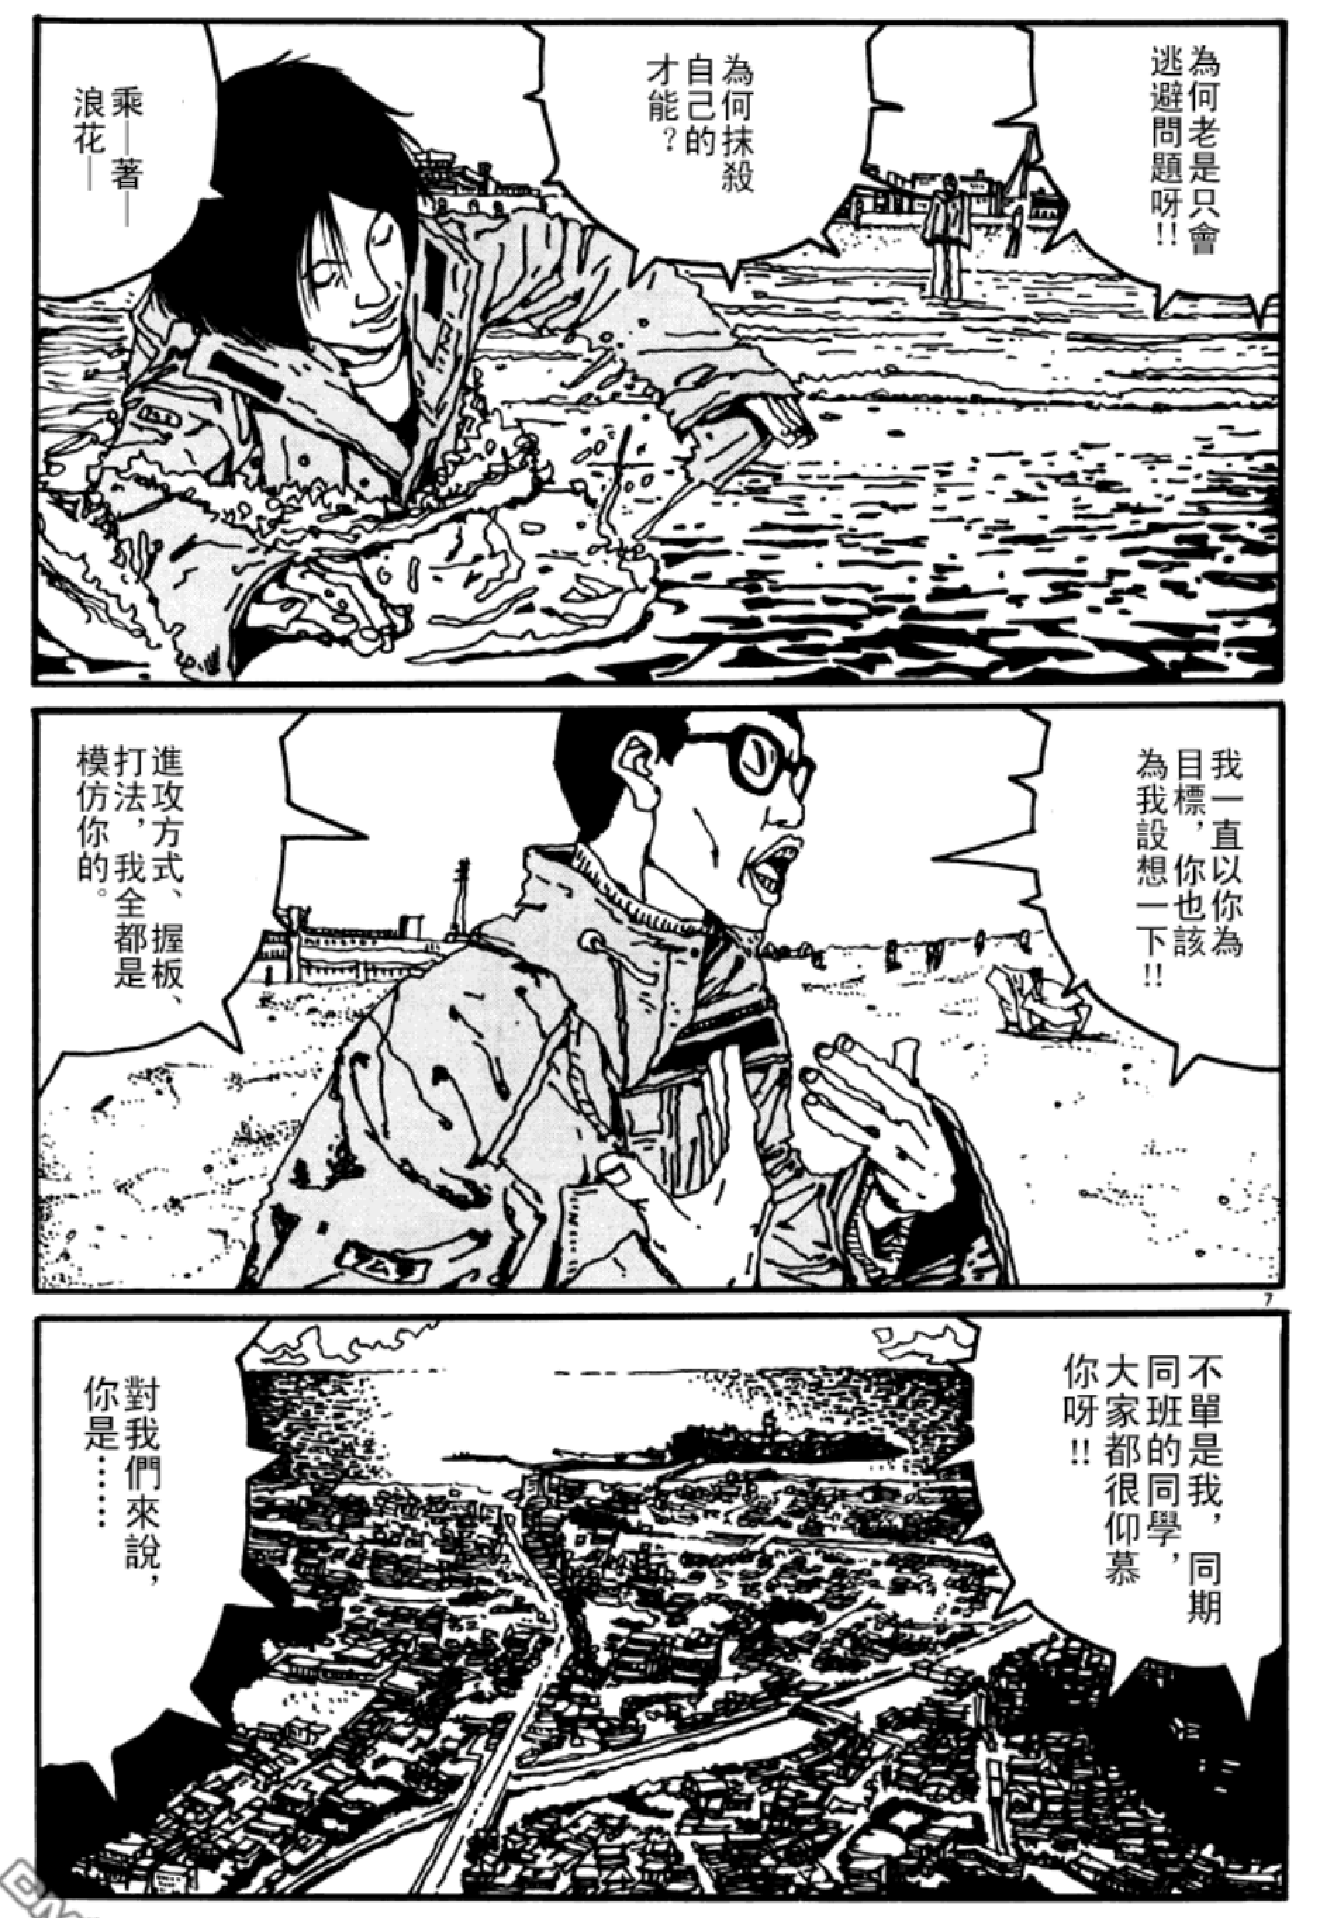 為何老是只會
逃避問題呀!!
為何抹殺
自己的
才能？
乘—著—
浪花—
我一直以你為
目標，你也該
為我設想一下!!
進攻方式、握板、
打法，我全都是
模仿你的。
7
不單是我，同期
同班的同學，
大家都很仰慕
你呀!!
對我們來說，
你是……